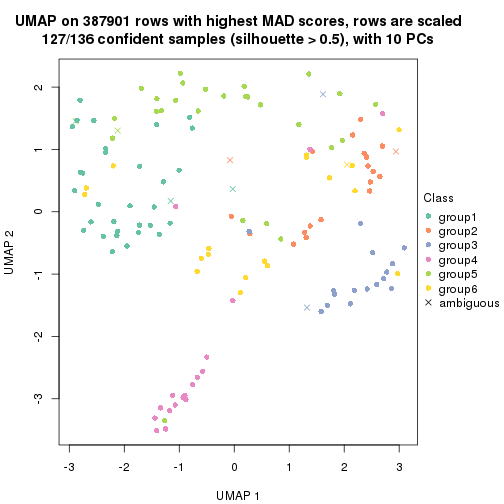 UMAP on 387901 rows with highest MAD scores, rows are scaled
127/136 confident samples (silhouette > 0.5), with 10 PCs
2
1
0
-1
-2
-3
UMAP 2
-3
-2
-1
0
1
2
3
UMAP 1
Class
group1
group2
group3
group4
group5
group6
ambiguous